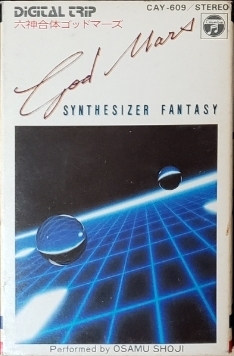 DiGiTAL TRiP
CAY-609/STEREO
六神合体ゴッドマーズ
God Mars
SYNTHESIZER FANTASY
Performed by OSAMU SHOJI